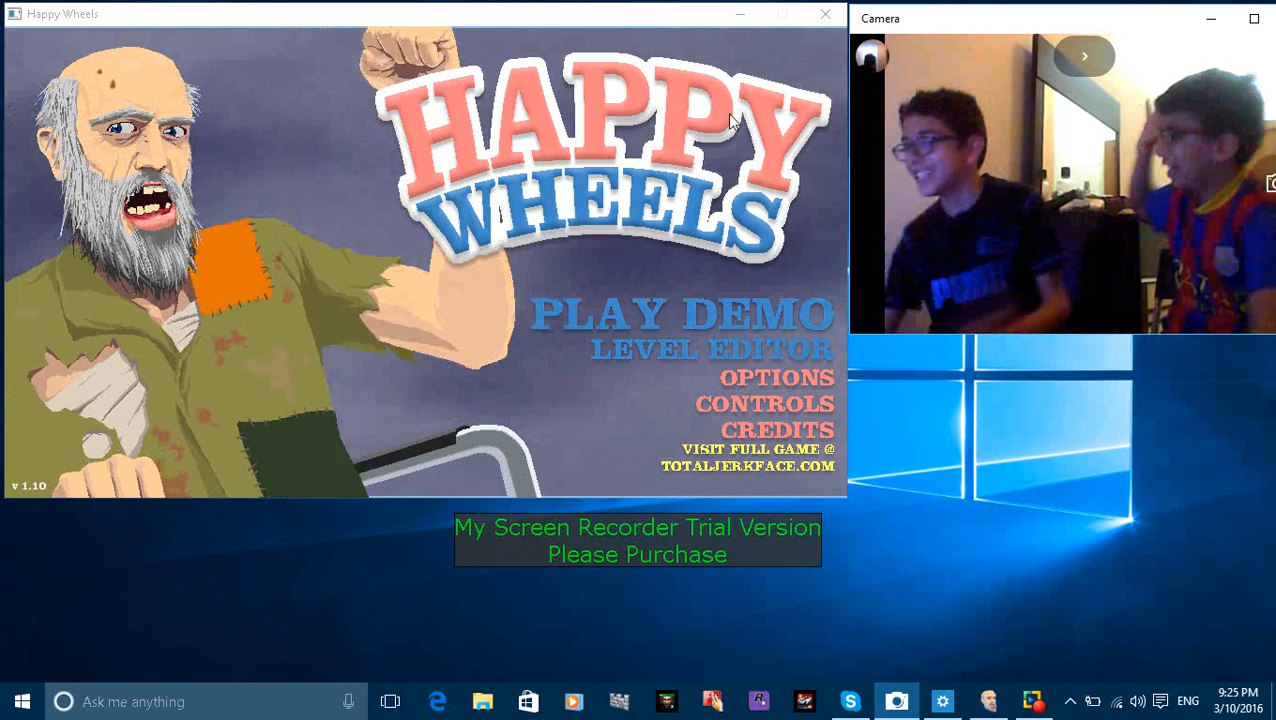 Happy Wheels
Camera
HAPPY
WHEELS
PLAY DEMO
LEVEL EDITOR
OPTIONS
CONTROLS
CREDITS
VISIT FULL GAME @
TOTALJERKFACE.COM
v 1.10
My Screen Recorder Trial Version
Please Purchase
Ask me anything
ENG
9:25 PM
3/10/2016